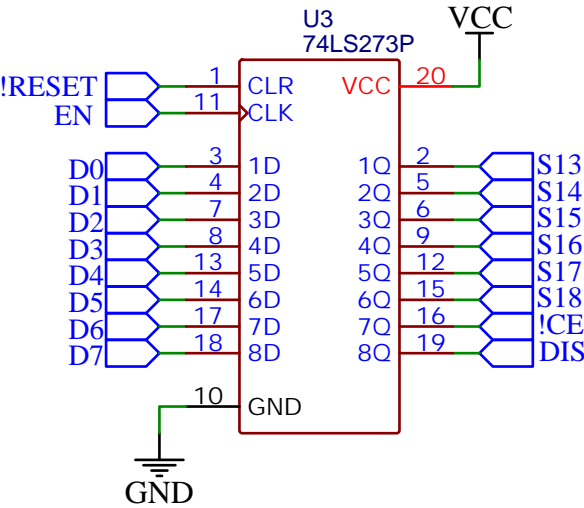 U3
VCC
74LS273P
!RESET 1 CLR VCC 20
EN 11 CLK
D0 3 1D 1Q 2 S13
D1 4 2D 2Q 5 S14
D2 7 3D 3Q 6 S15
D3 8 4D 4Q 9 S16
D4 13 5D 5Q 12 S17
D5 14 6D 6Q 15 S18
D6 17 7D 7Q 16 !CE
D7 18 8D 8Q 19 DIS
10 GND
GND